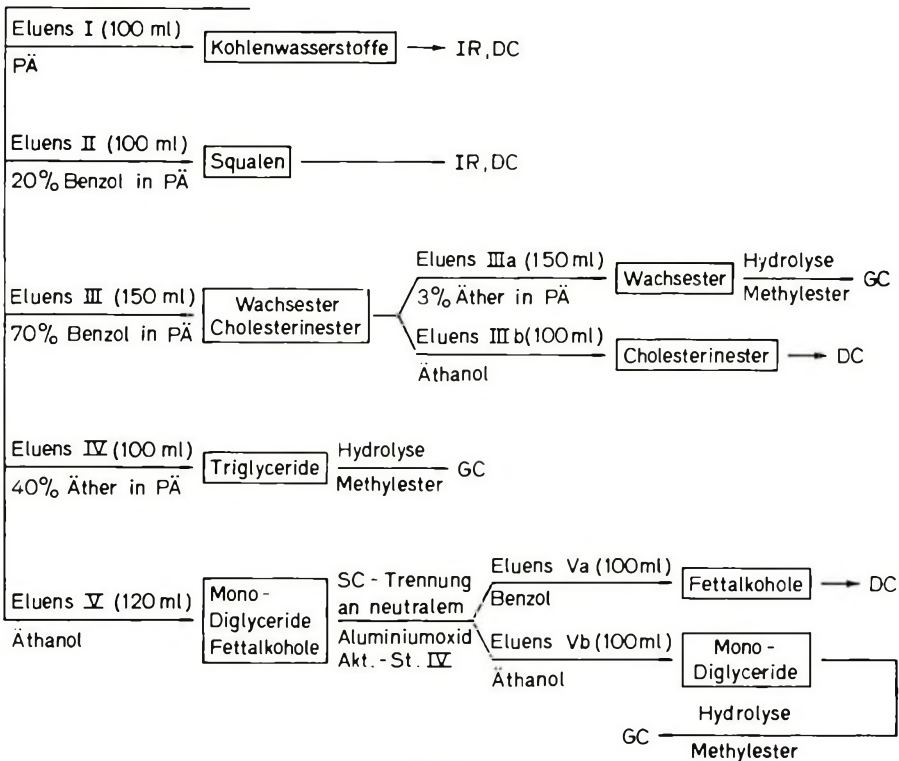 Eluens I (100 ml)
PÄ
Kohlenwasserstoffe
IR, DC
Eluens II (100 ml)
20% Benzol in PÄ
Squalen
IR, DC
Eluens III (150 ml)
70% Benzol in PÄ
Wachsester
Cholesterinester
Eluens IIIa (150 ml)
3% Äther in PÄ
Wachsester
Hydrolyse
Methylester
GC
Eluens IIIb (100 ml)
Äthanol
Cholesterinester
DC
Eluens IV (100 ml)
40% Äther in PÄ
Triglyceride
Hydrolyse
Methylester
GC
Eluens V (120 ml)
Äthanol
Mono-
Diglyceride
Fettalkohole
SC-Trennung
an neutralem
Aluminiumoxid
Akt.-St. IV
Eluens Va (100 ml)
Benzol
Fettalkohole
DC
Eluens Vb (100 ml)
Äthanol
Mono-
Diglyceride
Hydrolyse
Methylester
GC